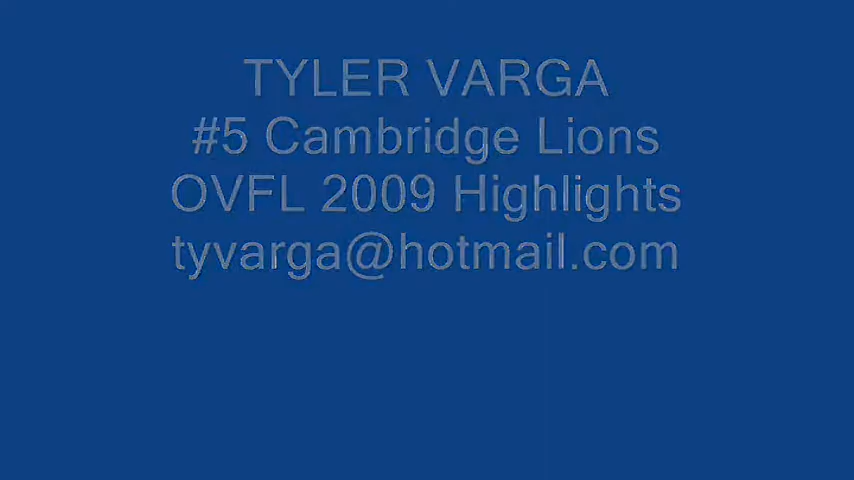 TYLER VARGA
#5 Cambridge Lions
OVFL 2009 Highlights
tyvarga@hotmail.com